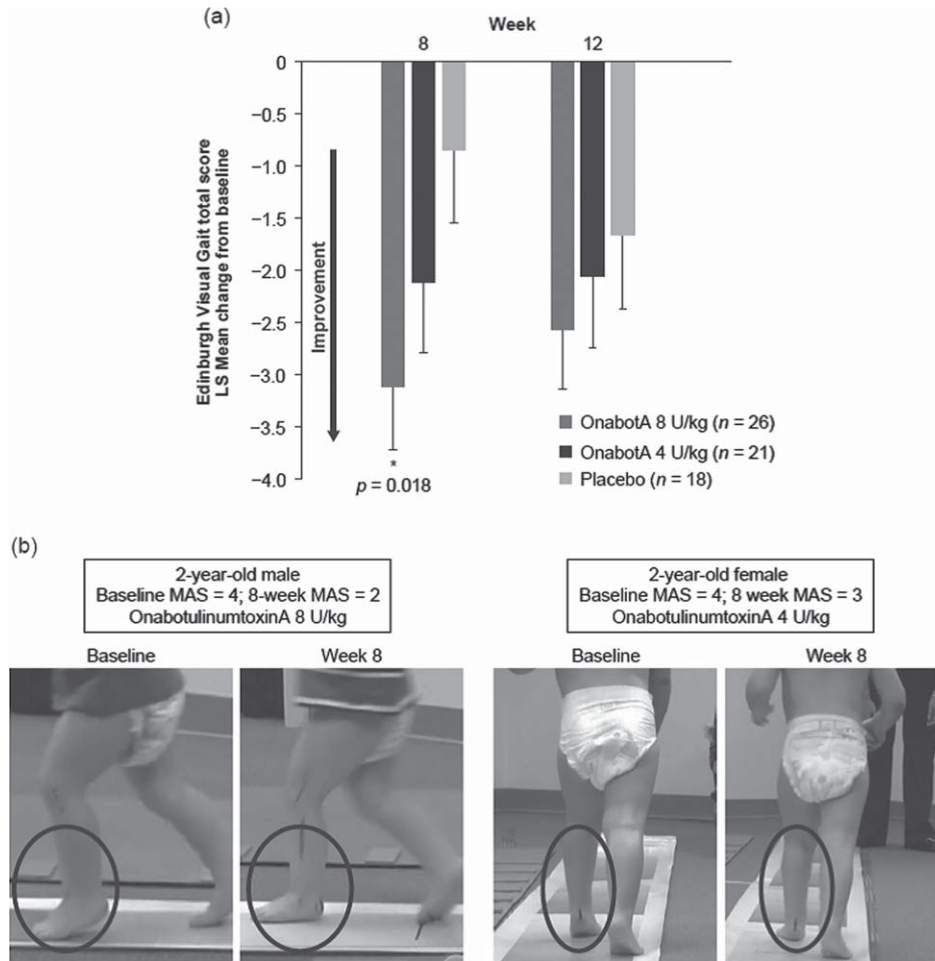 (a)
Week
8
12
0
−0.5
−1.0
−1.5
−2.0
−2.5
−3.0
−3.5
−4.0
Edinburgh Visual Gait total score
LS Mean change from baseline
Improvement
*
p = 0.018
OnabotA 8 U/kg (n = 26)
OnabotA 4 U/kg (n = 21)
Placebo (n = 18)
(b)
2-year-old male
Baseline MAS = 4; 8-week MAS = 2
OnabotulinumtoxinA 8 U/kg
2-year-old female
Baseline MAS = 4; 8 week MAS = 3
OnabotulinumtoxinA 4 U/kg
Baseline
Week 8
Baseline
Week 8